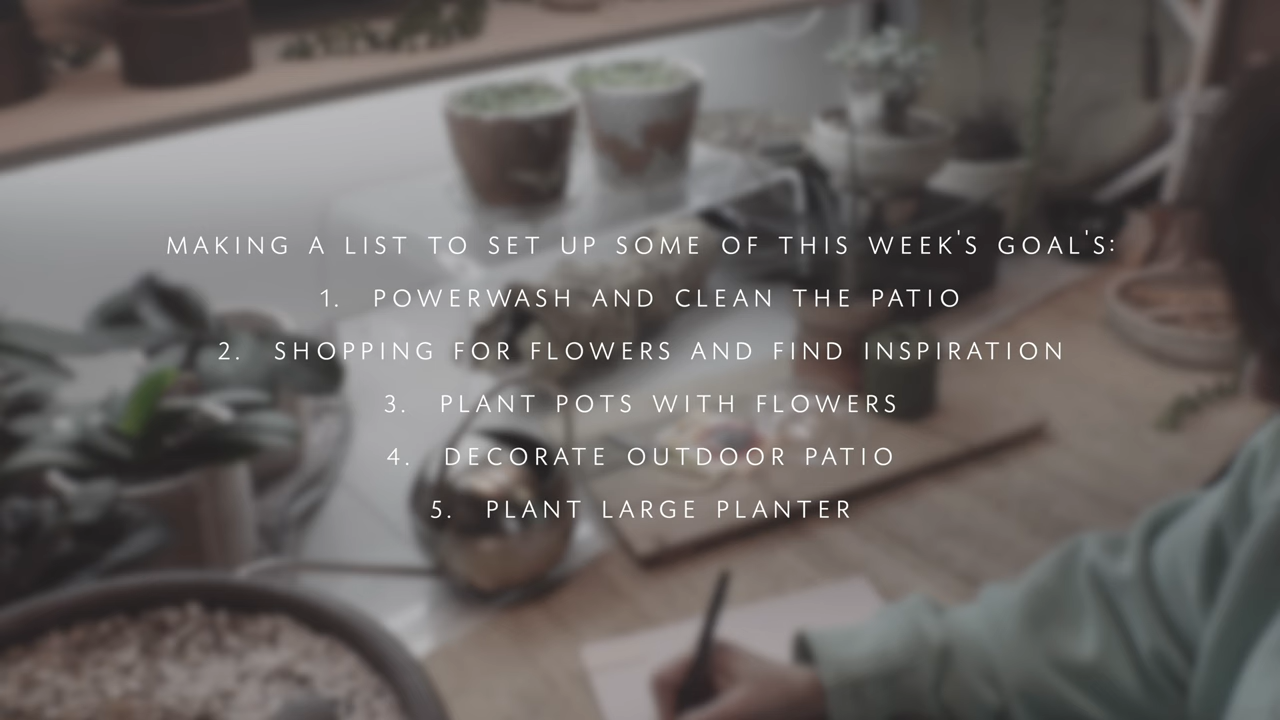 MAKING A LIST TO SET UP SOME OF THIS WEEK'S GOAL'S:
1. POWERWASH AND CLEAN THE PATIO
2. SHOPPING FOR FLOWERS AND FIND INSPIRATION
3. PLANT POTS WITH FLOWERS
4. DECORATE OUTDOOR PATIO
5. PLANT LARGE PLANTER